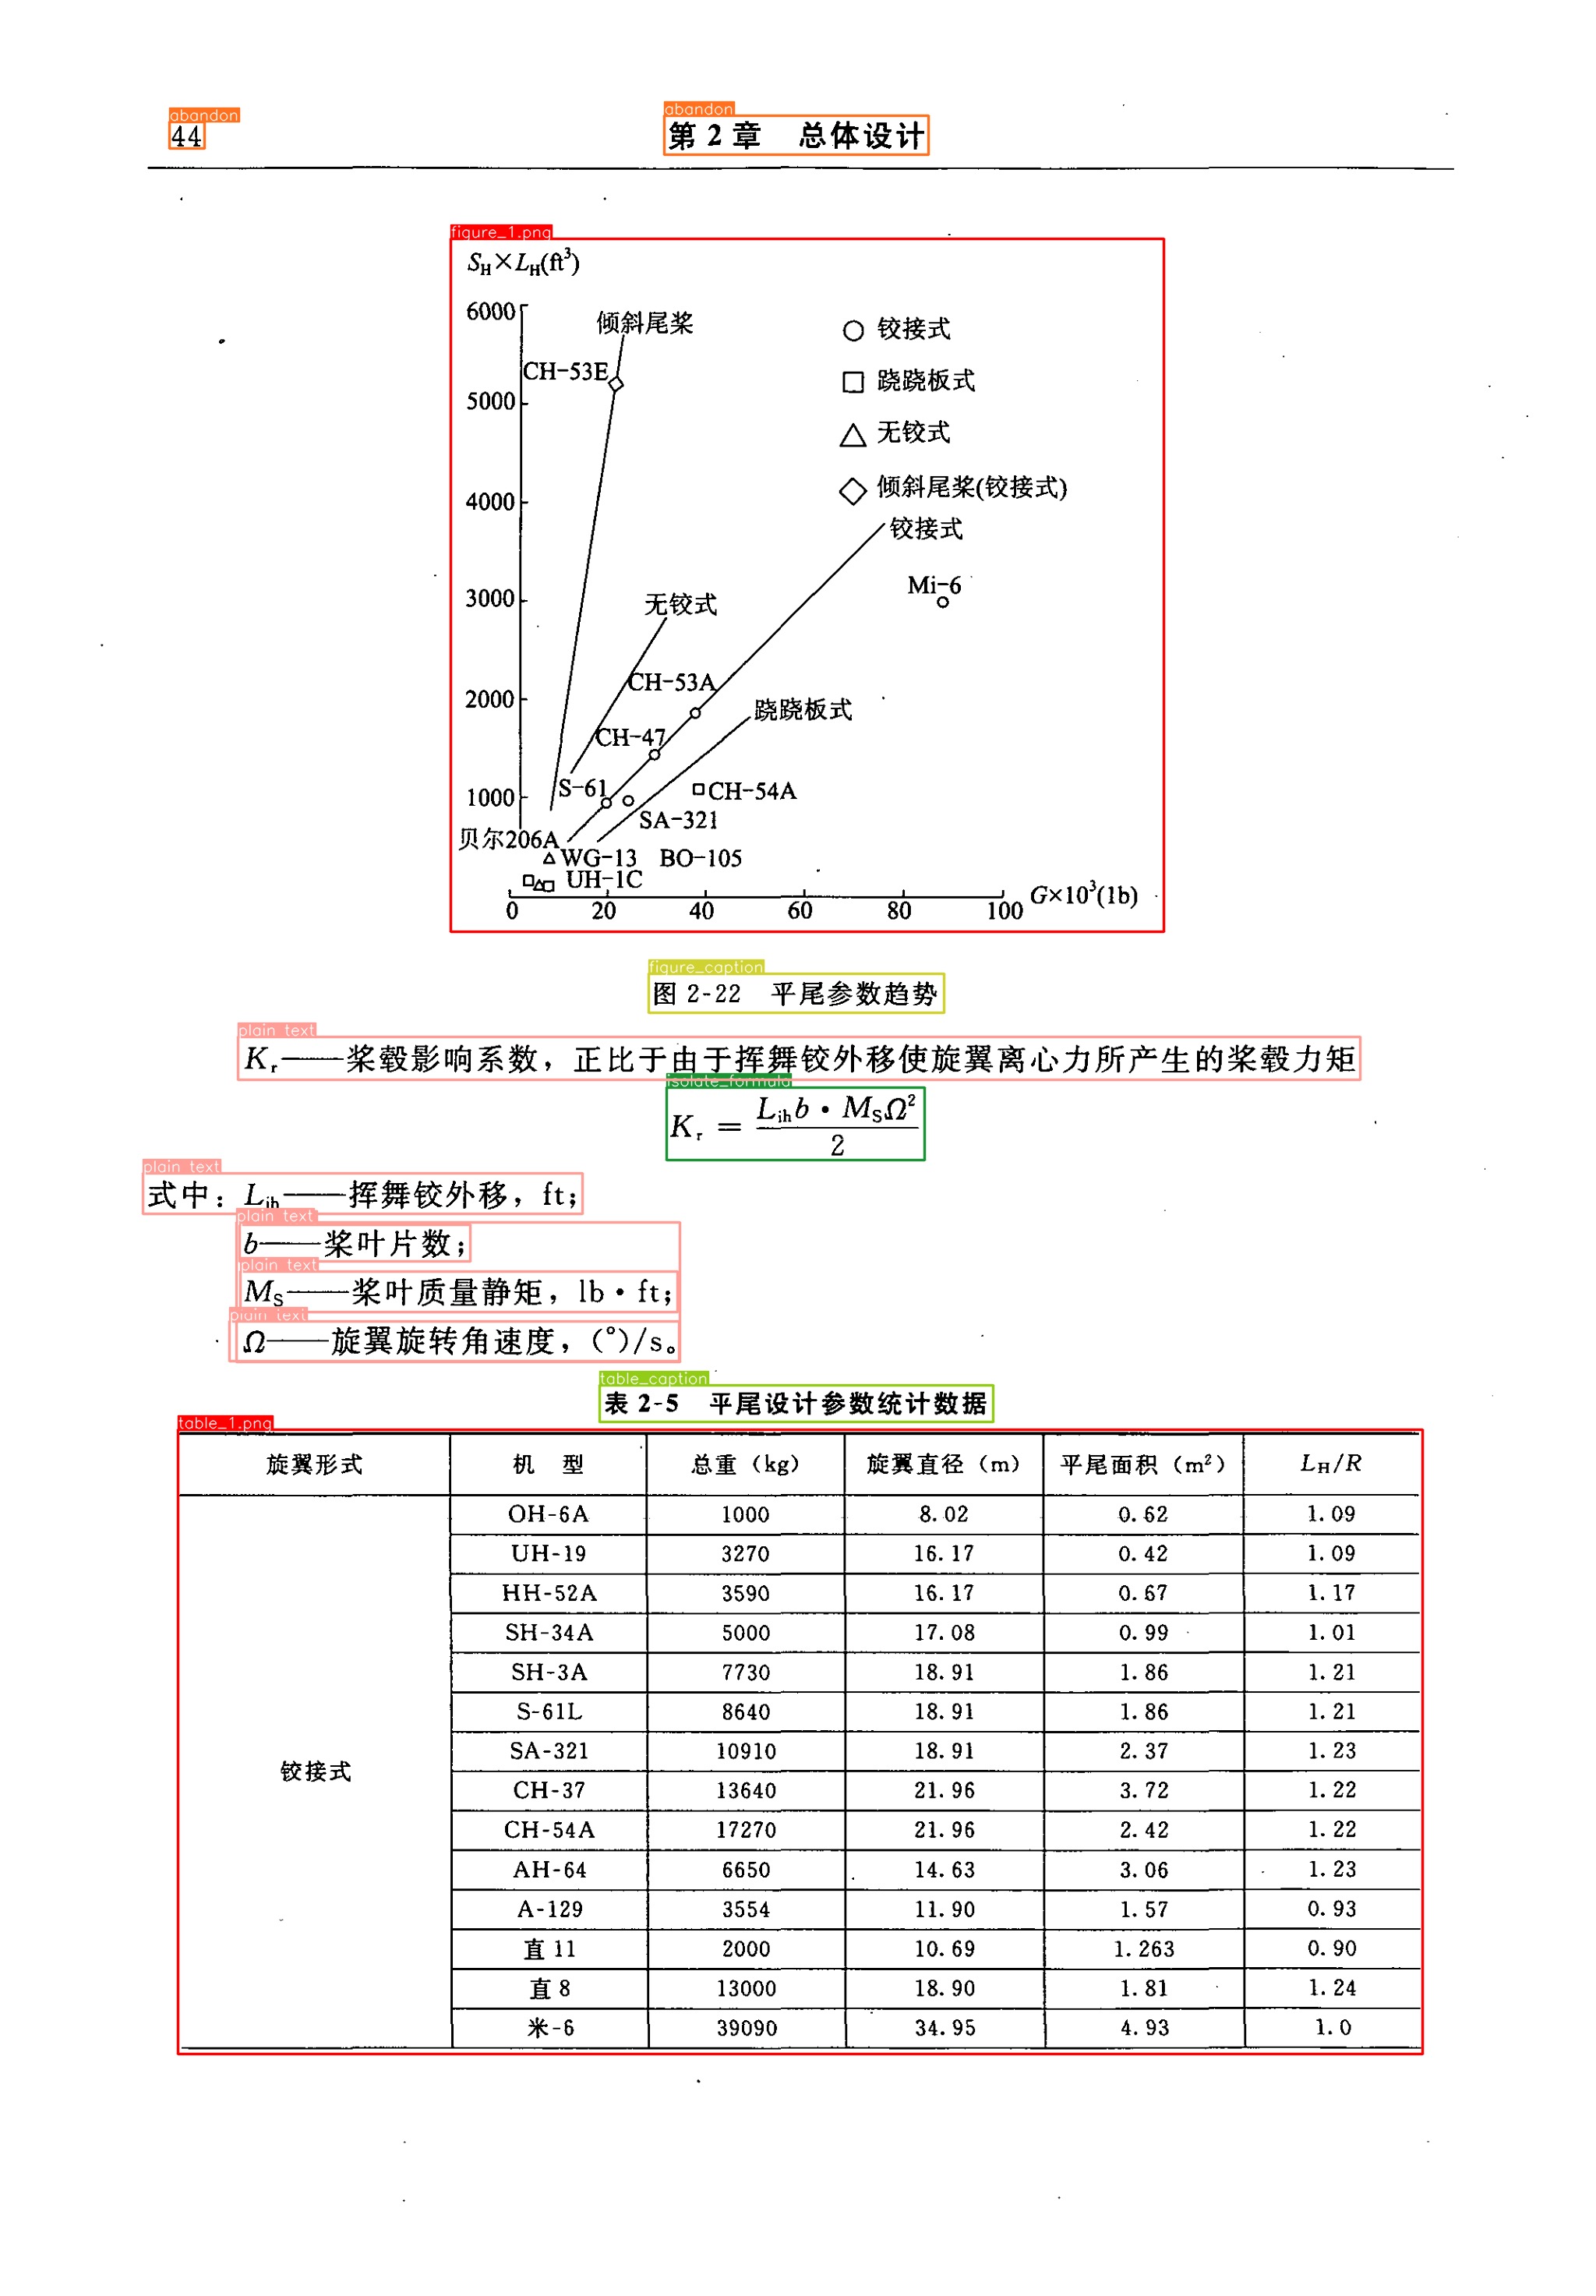 abandon
44
abandon
第 2 章 总体设计
figure_1.png
S_H×L_H(ft³)
6000
倾斜尾桨
○ 铰接式
CH-53E
□ 跷跷板式
5000
△ 无铰式
◇ 倾斜尾桨(铰接式)
4000
铰接式
Mi-6
3000
无铰式
CH-53A
2000
跷跷板式
CH-47
S-61
CH-54A
1000
SA-321
贝尔206A
WG-13 BO-105
UH-1C
0 20 40 60 80 100 G×10³(lb)
figure_caption
图 2-22 平尾参数趋势
plain text
K_r——桨毂影响系数，正比于由于挥舞铰外移使旋翼离心力所产生的桨毂力矩
isolate_formula
K_r = L_ih b · M_S Ω² / 2
plain text
式中：L_ih——挥舞铰外移，ft；
plain text
b——桨叶片数；
plain text
M_S——桨叶质量静矩，lb·ft；
plain text
Ω——旋翼旋转角速度，(°)/s。
table_caption
表 2-5 平尾设计参数统计数据
table_1.png
旋翼形式 机 型 总重（kg） 旋翼直径（m） 平尾面积（m²） L_H/R
OH-6A 1000 8.02 0.62 1.09
UH-19 3270 16.17 0.42 1.09
HH-52A 3590 16.17 0.67 1.17
SH-34A 5000 17.08 0.99 1.01
SH-3A 7730 18.91 1.86 1.21
S-61L 8640 18.91 1.86 1.21
SA-321 10910 18.91 2.37 1.23
铰接式
CH-37 13640 21.96 3.72 1.22
CH-54A 17270 21.96 2.42 1.22
AH-64 6650 14.63 3.06 1.23
A-129 3554 11.90 1.57 0.93
直 11 2000 10.69 1.263 0.90
直 8 13000 18.90 1.81 1.24
米-6 39090 34.95 4.93 1.0